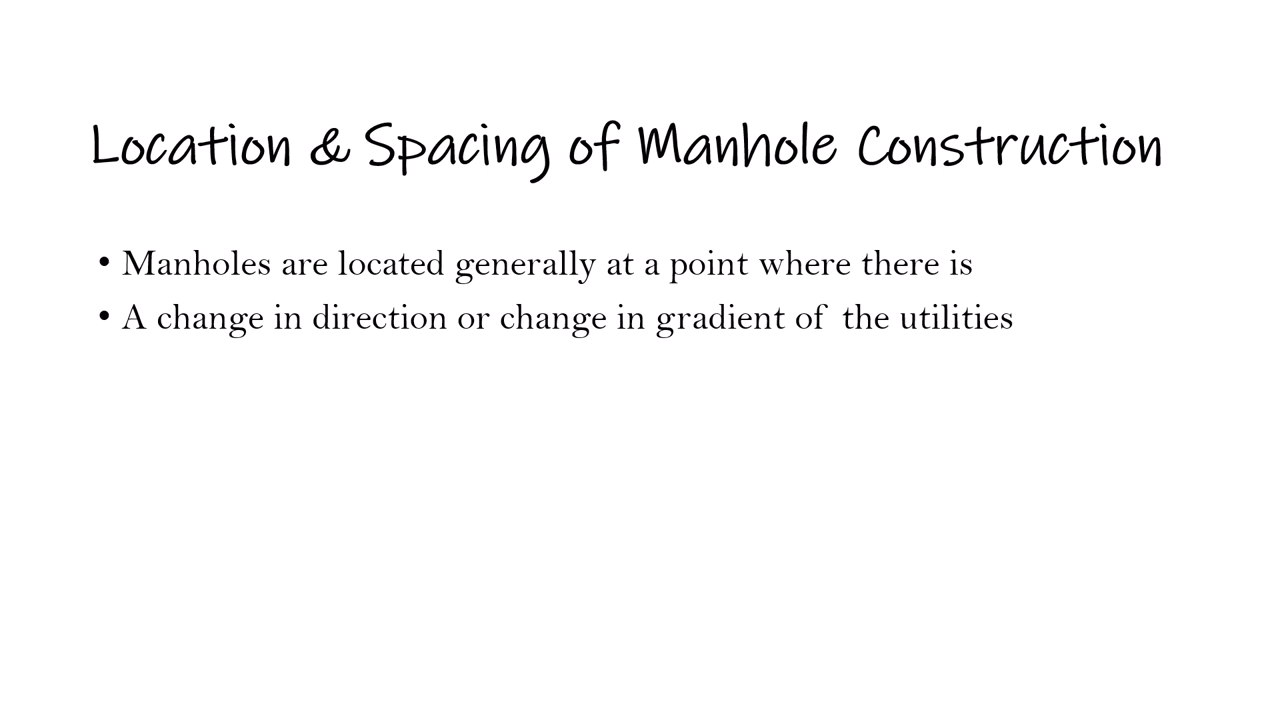 Location & Spacing of Manhole Construction
• Manholes are located generally at a point where there is
• A change in direction or change in gradient of  the utilities